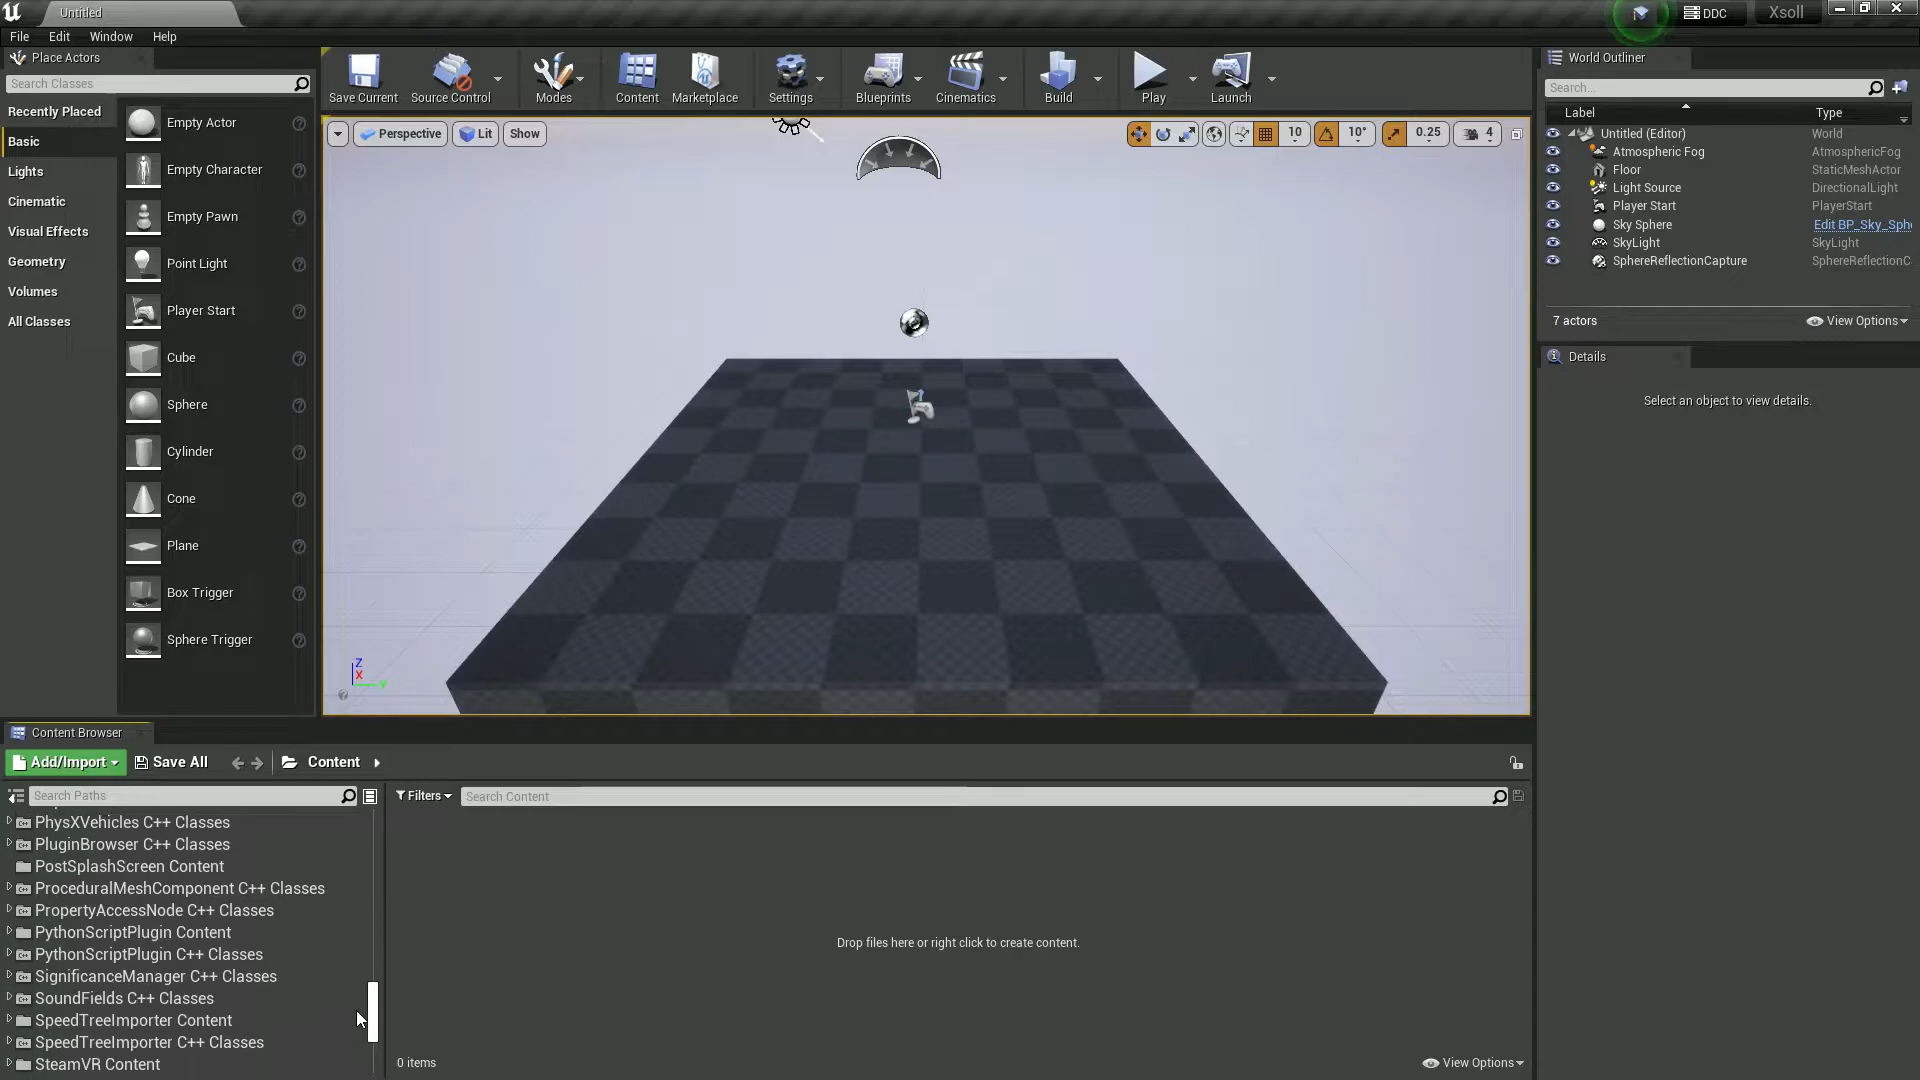 Untitled
DDC
Xsoll
File Edit Window Help
Place Actors
Search Classes
Recently Placed
Basic
Lights
Cinematic
Visual Effects
Geometry
Volumes
All Classes
Empty Actor
Empty Character
Empty Pawn
Point Light
Player Start
Cube
Sphere
Cylinder
Cone
Plane
Box Trigger
Sphere Trigger
Save Current Source Control Modes Content Marketplace Settings Blueprints Cinematics Build Play Launch
Perspective Lit Show
10 10° 0.25 4
Z
X
Y
World Outliner
Search...
Label Type
Untitled (Editor) World
Atmospheric Fog AtmosphericFog
Floor StaticMeshActor
Light Source DirectionalLight
Player Start PlayerStart
Sky Sphere Edit BP_Sky_Sph
SkyLight SkyLight
SphereReflectionCapture SphereReflectionC
7 actors View Options
Details
Select an object to view details.
Content Browser
Add/Import Save All Content
Search Paths
Filters Search Content
PhysXVehicles C++ Classes
PluginBrowser C++ Classes
PostSplashScreen Content
ProceduralMeshComponent C++ Classes
PropertyAccessNode C++ Classes
PythonScriptPlugin Content
PythonScriptPlugin C++ Classes
SignificanceManager C++ Classes
SoundFields C++ Classes
SpeedTreeImporter Content
SpeedTreeImporter C++ Classes
SteamVR Content
Drop files here or right click to create content.
0 items View Options